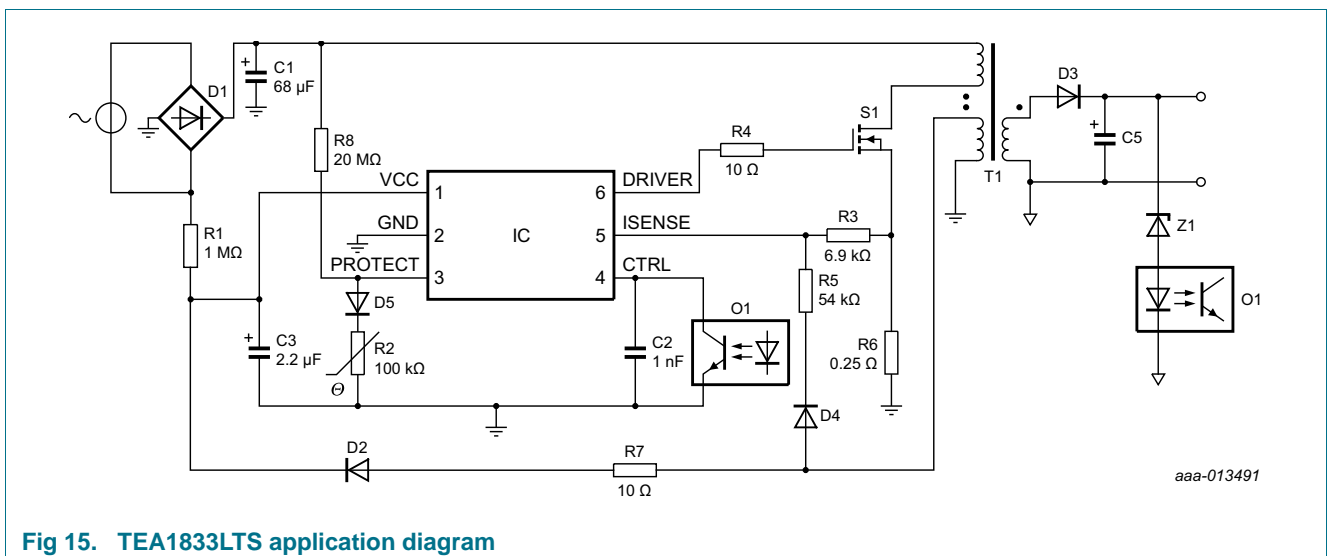 D1
C1
68 μF
R8
20 MΩ
R1
1 MΩ
VCC
1
GND
2
PROTECT
3
IC
6
DRIVER
5
ISENSE
4
CTRL
R4
10 Ω
S1
T1
D3
C5
Z1
O1
R3
6.9 kΩ
R5
54 kΩ
R6
0.25 Ω
C3
2.2 μF
D5
R2
100 kΩ
Θ
C2
1 nF
O1
D4
D2
R7
10 Ω
aaa-013491
Fig 15. TEA1833LTS application diagram